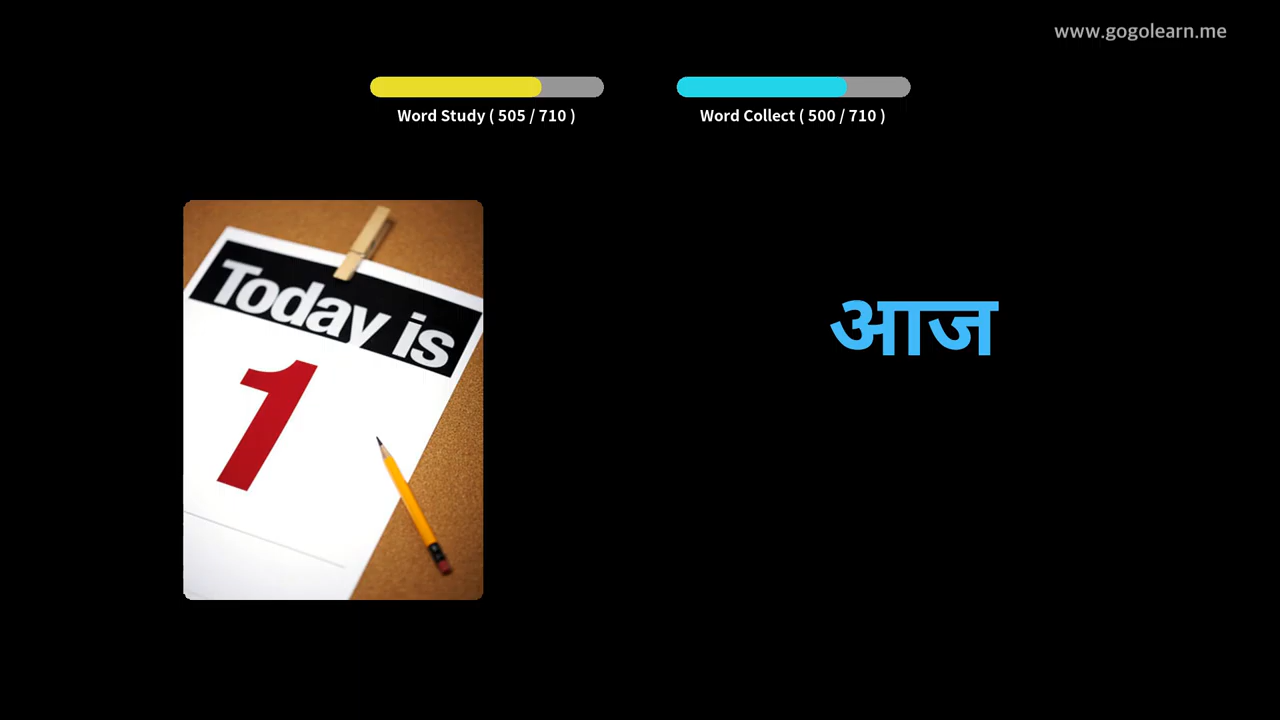 www.gogolearn.me
Word Study ( 505 / 710 )
Word Collect ( 500 / 710 )
Today is
1
आज